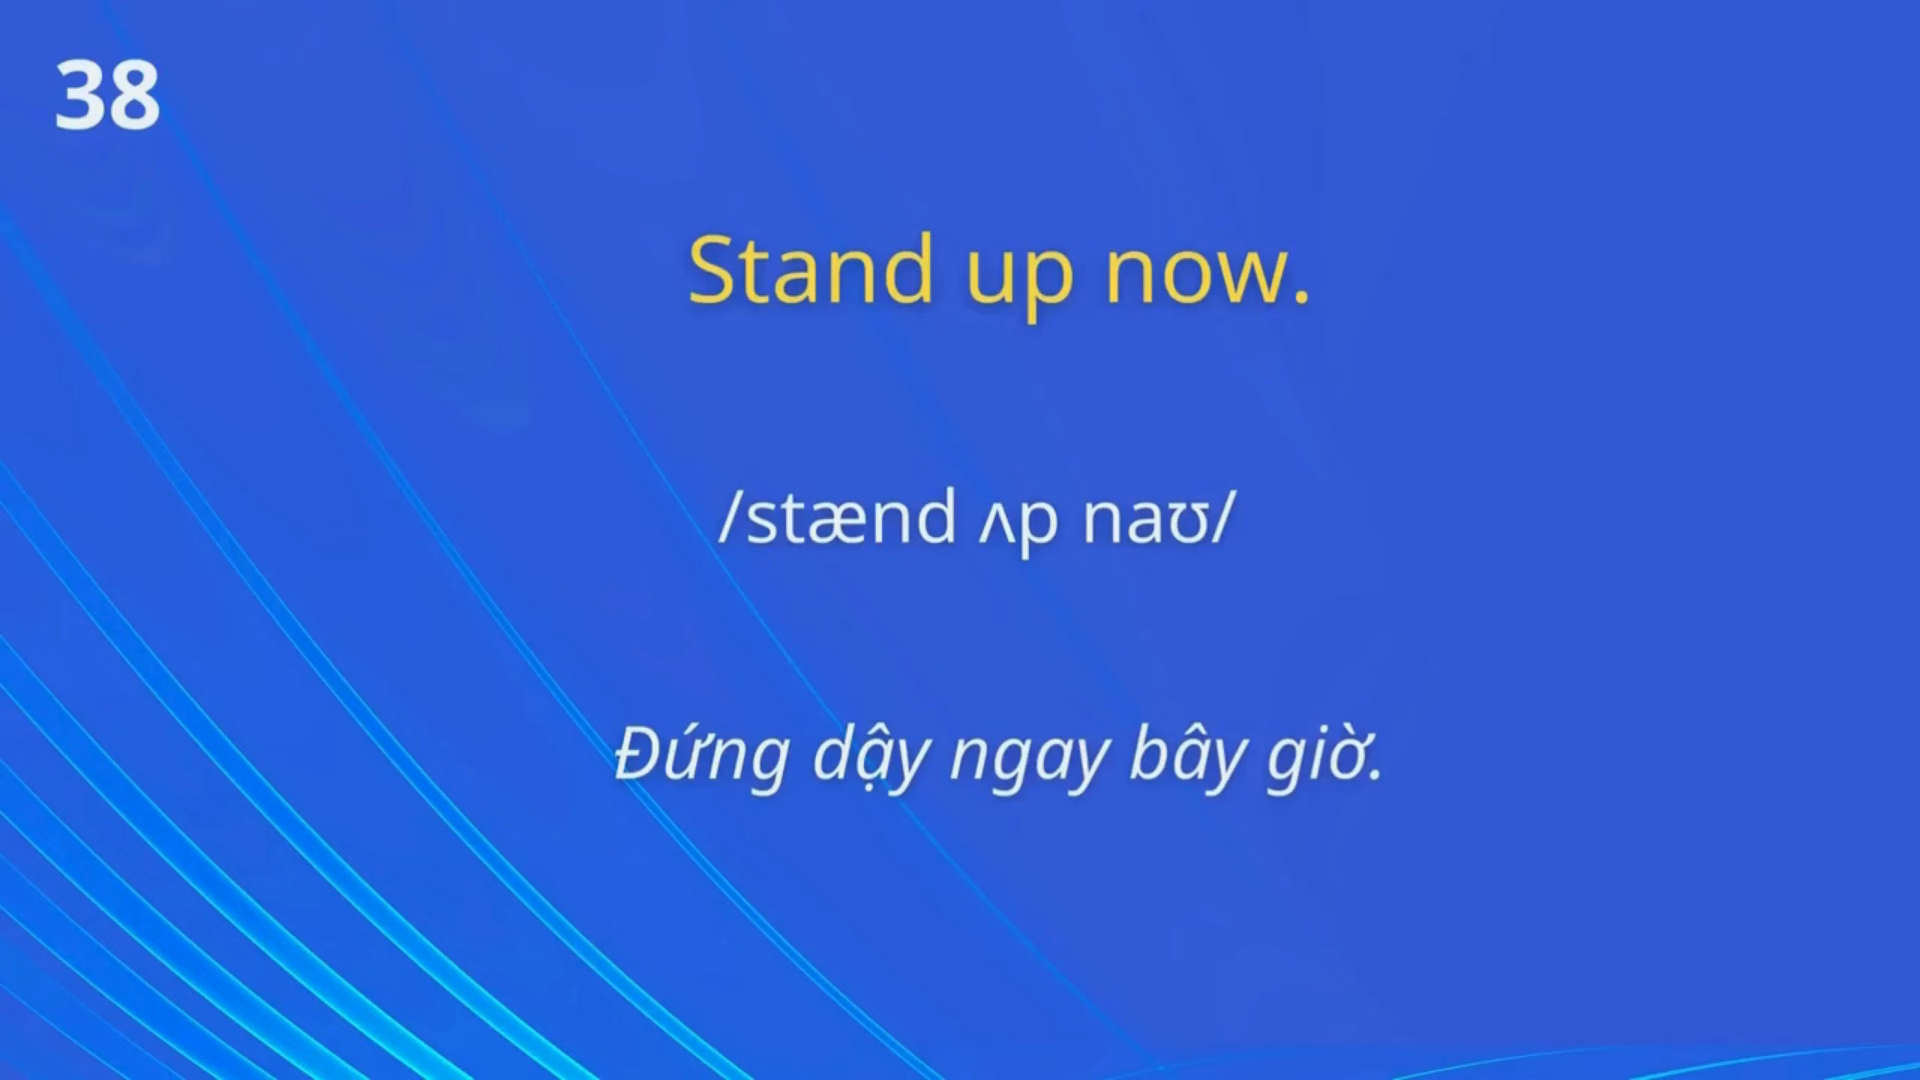 38
Stand up now.
/stænd ʌp naʊ/
Đứng dậy ngay bây giờ.